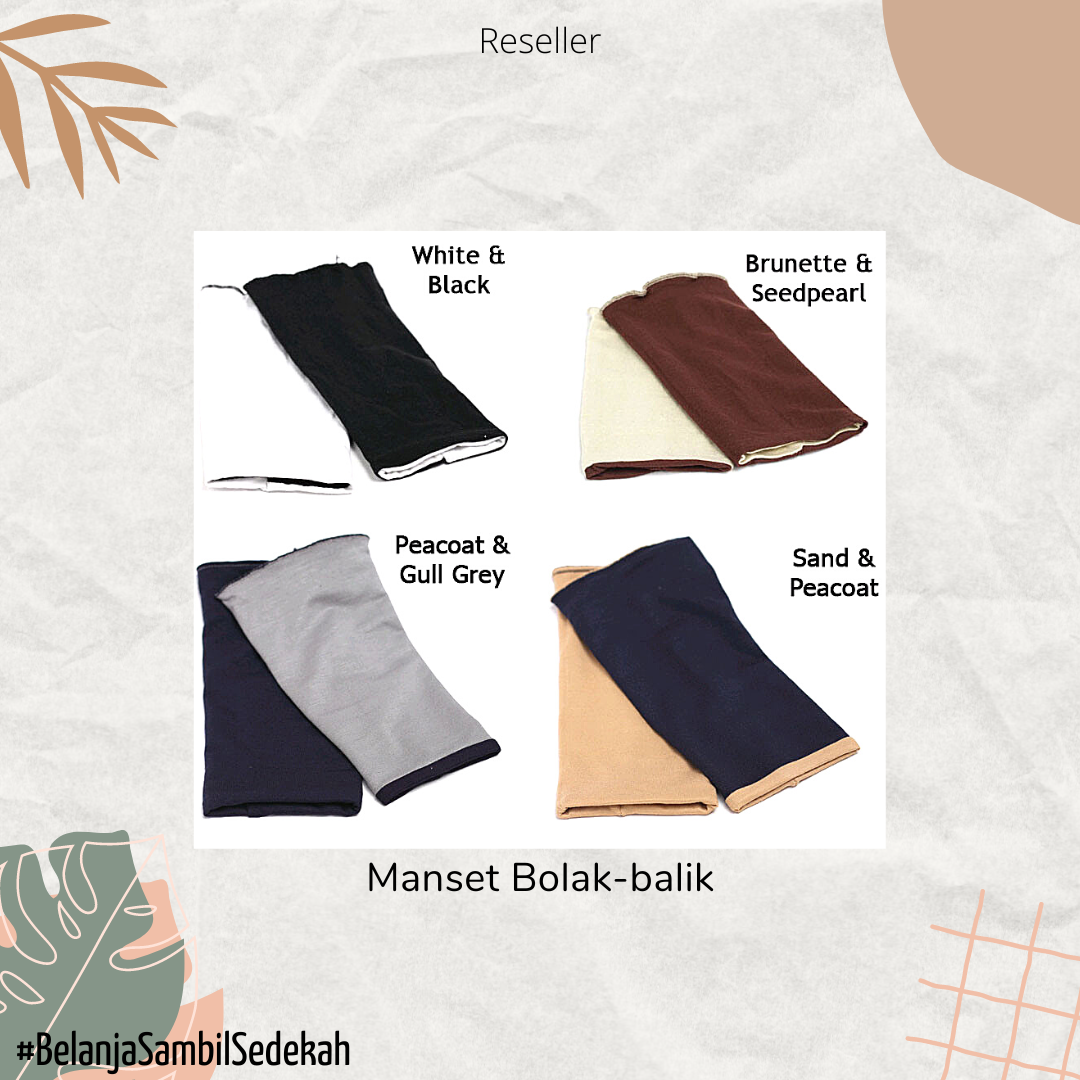 Reseller
White &
Black
Brunette &
Seedpearl
Peacoat &
Gull Grey
Sand &
Peacoat
Manset Bolak-balik
#BelanjaSambilSedekah